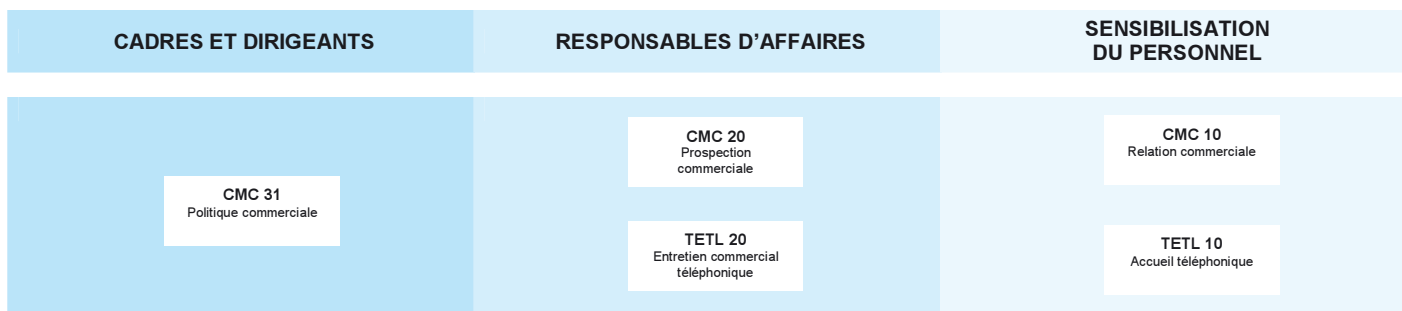 CADRES ET DIRIGEANTS
RESPONSABLES D’AFFAIRES
SENSIBILISATION
DU PERSONNEL
CMC 31
Politique commerciale
CMC 20
Prospection
commerciale
TETL 20
Entretien commercial
téléphonique
CMC 10
Relation commerciale
TETL 10
Accueil téléphonique